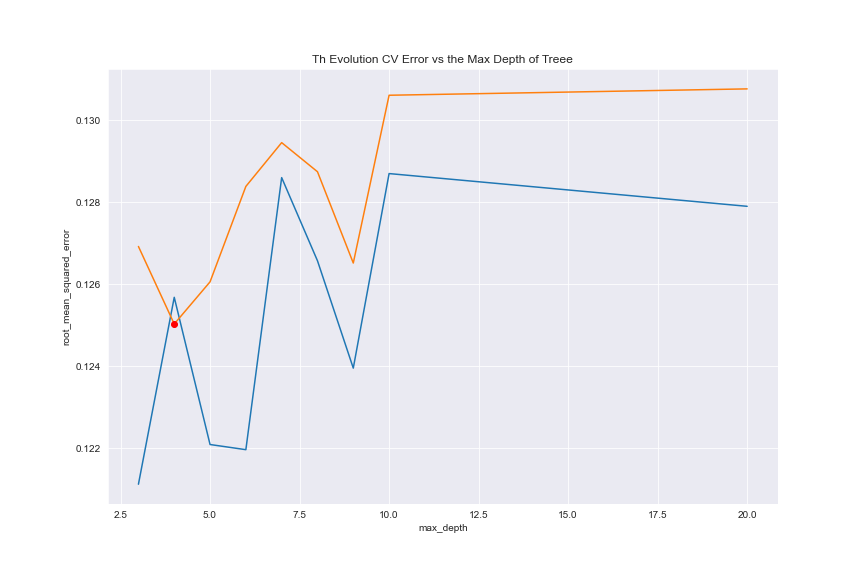 Th Evolution CV Error vs the Max Depth of Treee
root_mean_squared_error
0.130
0.128
0.126
0.124
0.122
2.5 5.0 7.5 10.0 12.5 15.0 17.5 20.0
max_depth